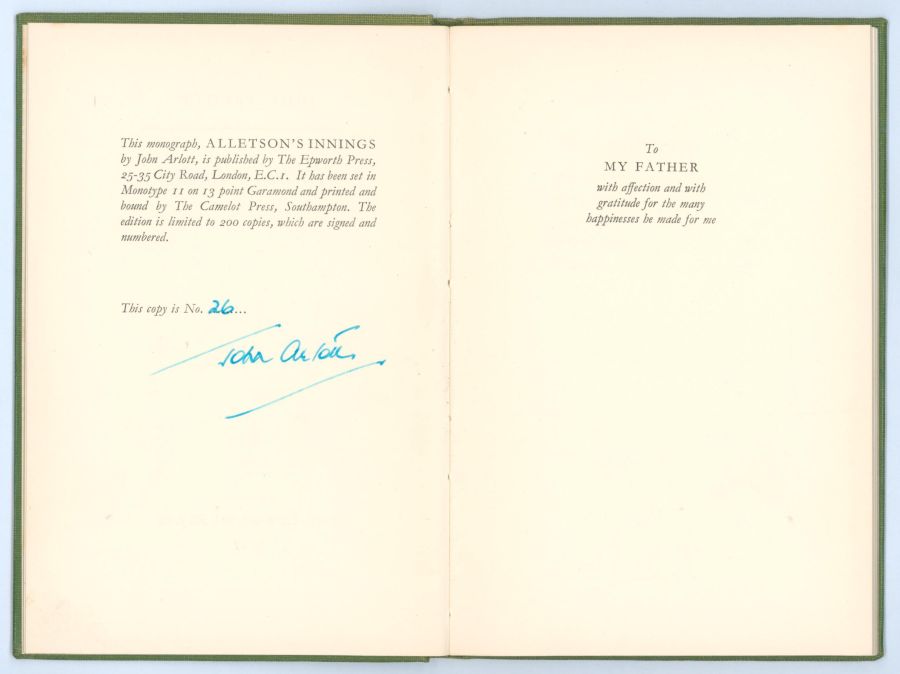 This monograph, ALLETSON'S INNINGS
by John Arlott, is published by The Epworth Press,
25-35 City Road, London, E.C.1. It has been set in
Monotype 11 on 13 point Garamond and printed and
bound by The Camelot Press, Southampton. The
edition is limited to 200 copies, which are signed and
numbered.
This copy is No. 26...
John Arlott
To
MY FATHER
with affection and with
gratitude for the many
happinesses he made for me